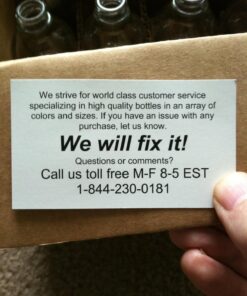 We strive for world class customer service
specializing in high quality bottles in an array of
colors and sizes. If you have an issue with any
purchase, let us know.
We will fix it!
Questions or comments?
Call us toll free M-F 8-5 EST
1-844-230-0181